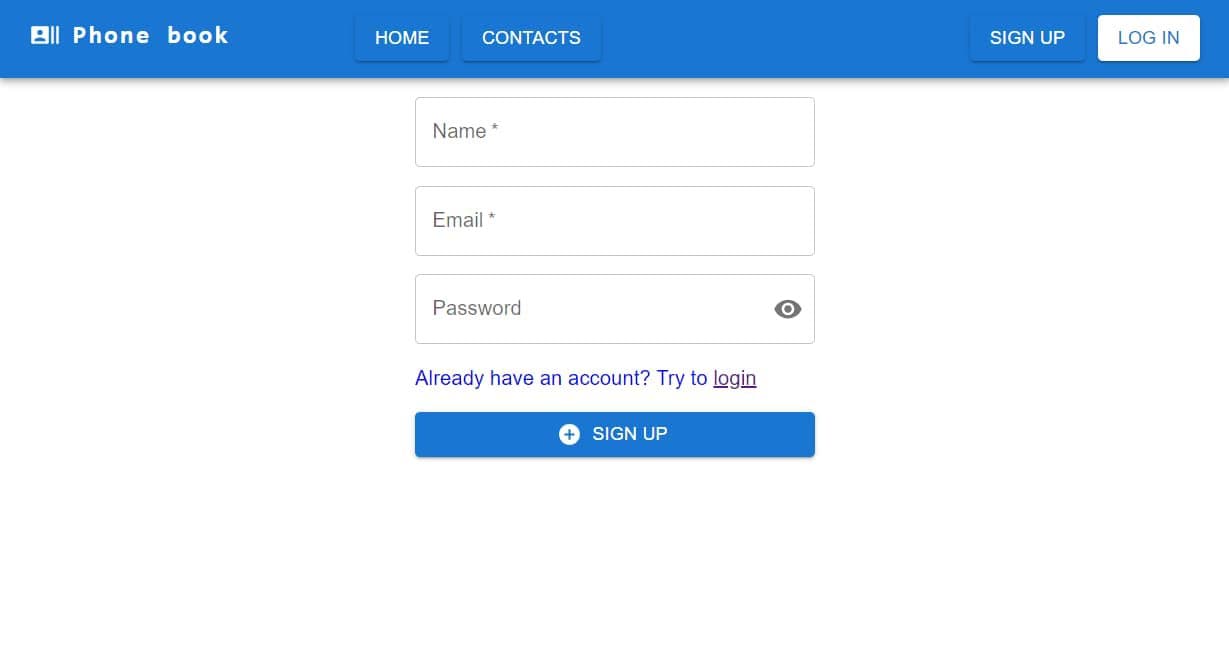 Phone book
HOME
CONTACTS
SIGN UP
LOG IN
Name *
Email *
Password
Already have an account? Try to login
SIGN UP